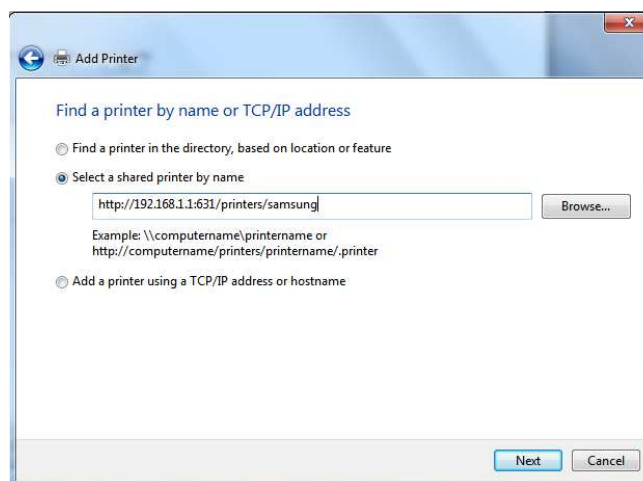 Add Printer
Find a printer by name or TCP/IP address
Find a printer in the directory, based on location or feature
Select a shared printer by name
http://192.168.1.1:631/printers/samsung
Browse...
Example: \\computername\printername or
http://computername/printers/printername/.printer
Add a printer using a TCP/IP address or hostname
Next
Cancel